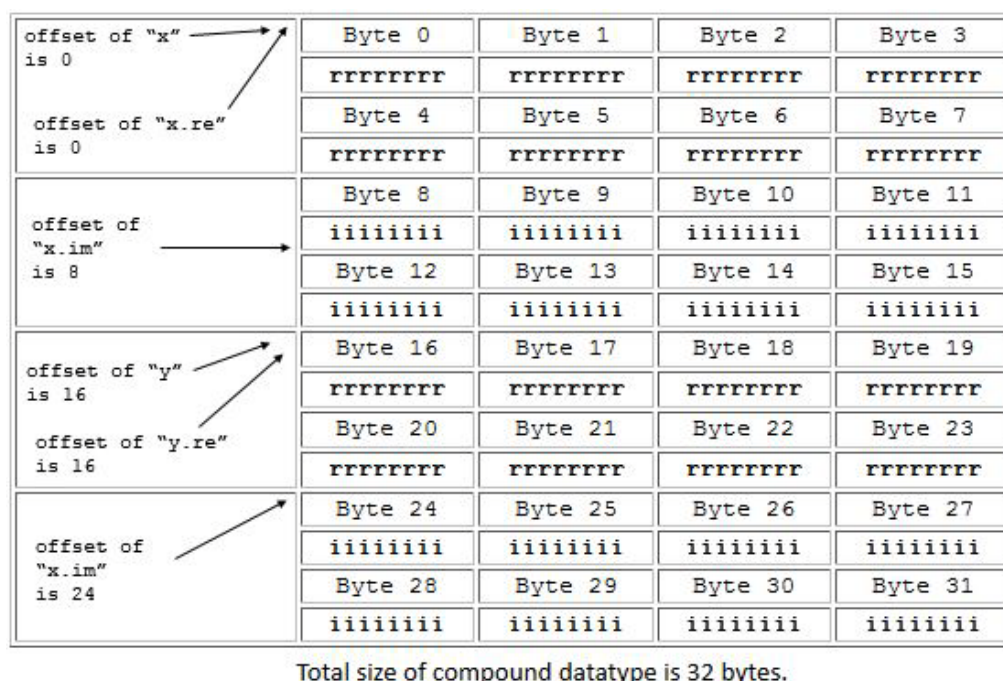 offset of “x”
is 0
offset of “x.re”
is 0
Byte 0 Byte 1 Byte 2 Byte 3
rrrrrrrr rrrrrrrr rrrrrrrr rrrrrrrr
Byte 4 Byte 5 Byte 6 Byte 7
rrrrrrrr rrrrrrrr rrrrrrrr rrrrrrrr
offset of
“x.im”
is 8
Byte 8 Byte 9 Byte 10 Byte 11
iiiiiiii iiiiiiii iiiiiiii iiiiiiii
Byte 12 Byte 13 Byte 14 Byte 15
iiiiiiii iiiiiiii iiiiiiii iiiiiiii
offset of “y”
is 16
offset of “y.re”
is 16
Byte 16 Byte 17 Byte 18 Byte 19
rrrrrrrr rrrrrrrr rrrrrrrr rrrrrrrr
Byte 20 Byte 21 Byte 22 Byte 23
rrrrrrrr rrrrrrrr rrrrrrrr rrrrrrrr
offset of
“x.im”
is 24
Byte 24 Byte 25 Byte 26 Byte 27
iiiiiiii iiiiiiii iiiiiiii iiiiiiii
Byte 28 Byte 29 Byte 30 Byte 31
iiiiiiii iiiiiiii iiiiiiii iiiiiiii
Total size of compound datatype is 32 bytes.